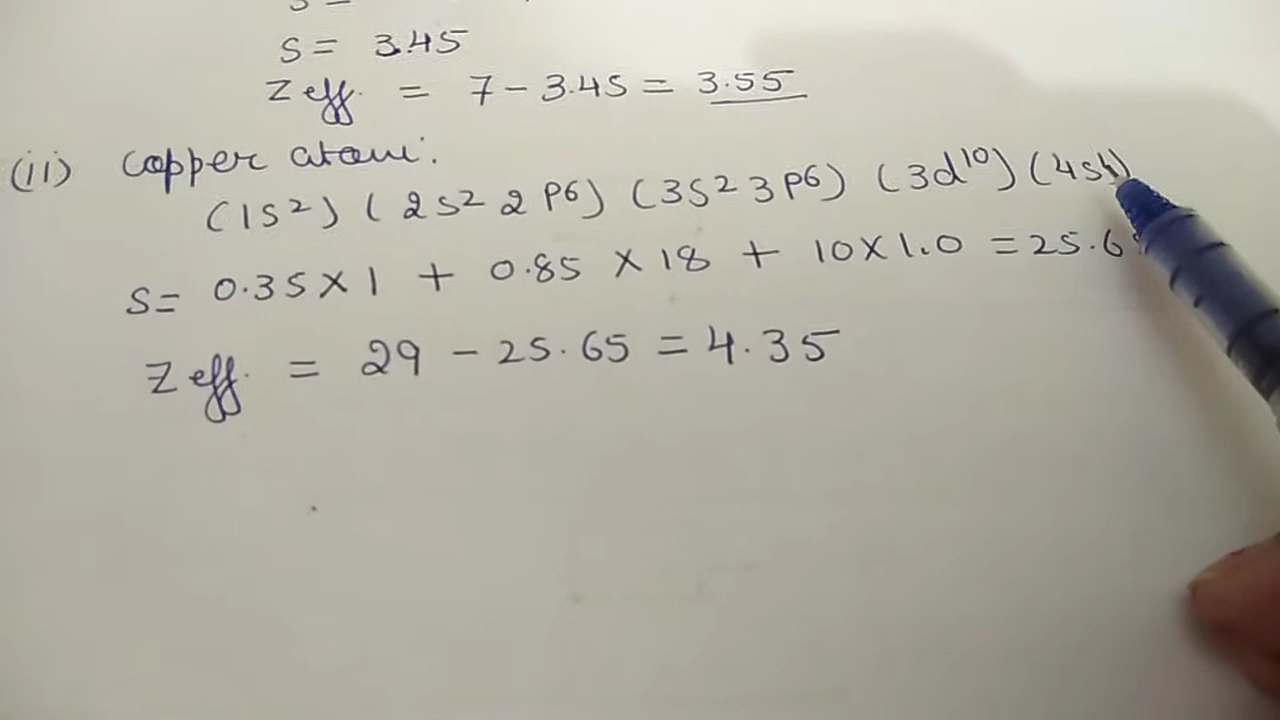 S = 3.45
Zeff. = 7 - 3.45 = 3.55
(ii) Copper atom.
(1s²) (2s² 2p6) (3s² 3p6) (3d¹⁰) (4s1)
S = 0.35 × 1 + 0.85 × 18 + 10 × 1.0 = 25.6
Zeff. = 29 - 25.65 = 4.35